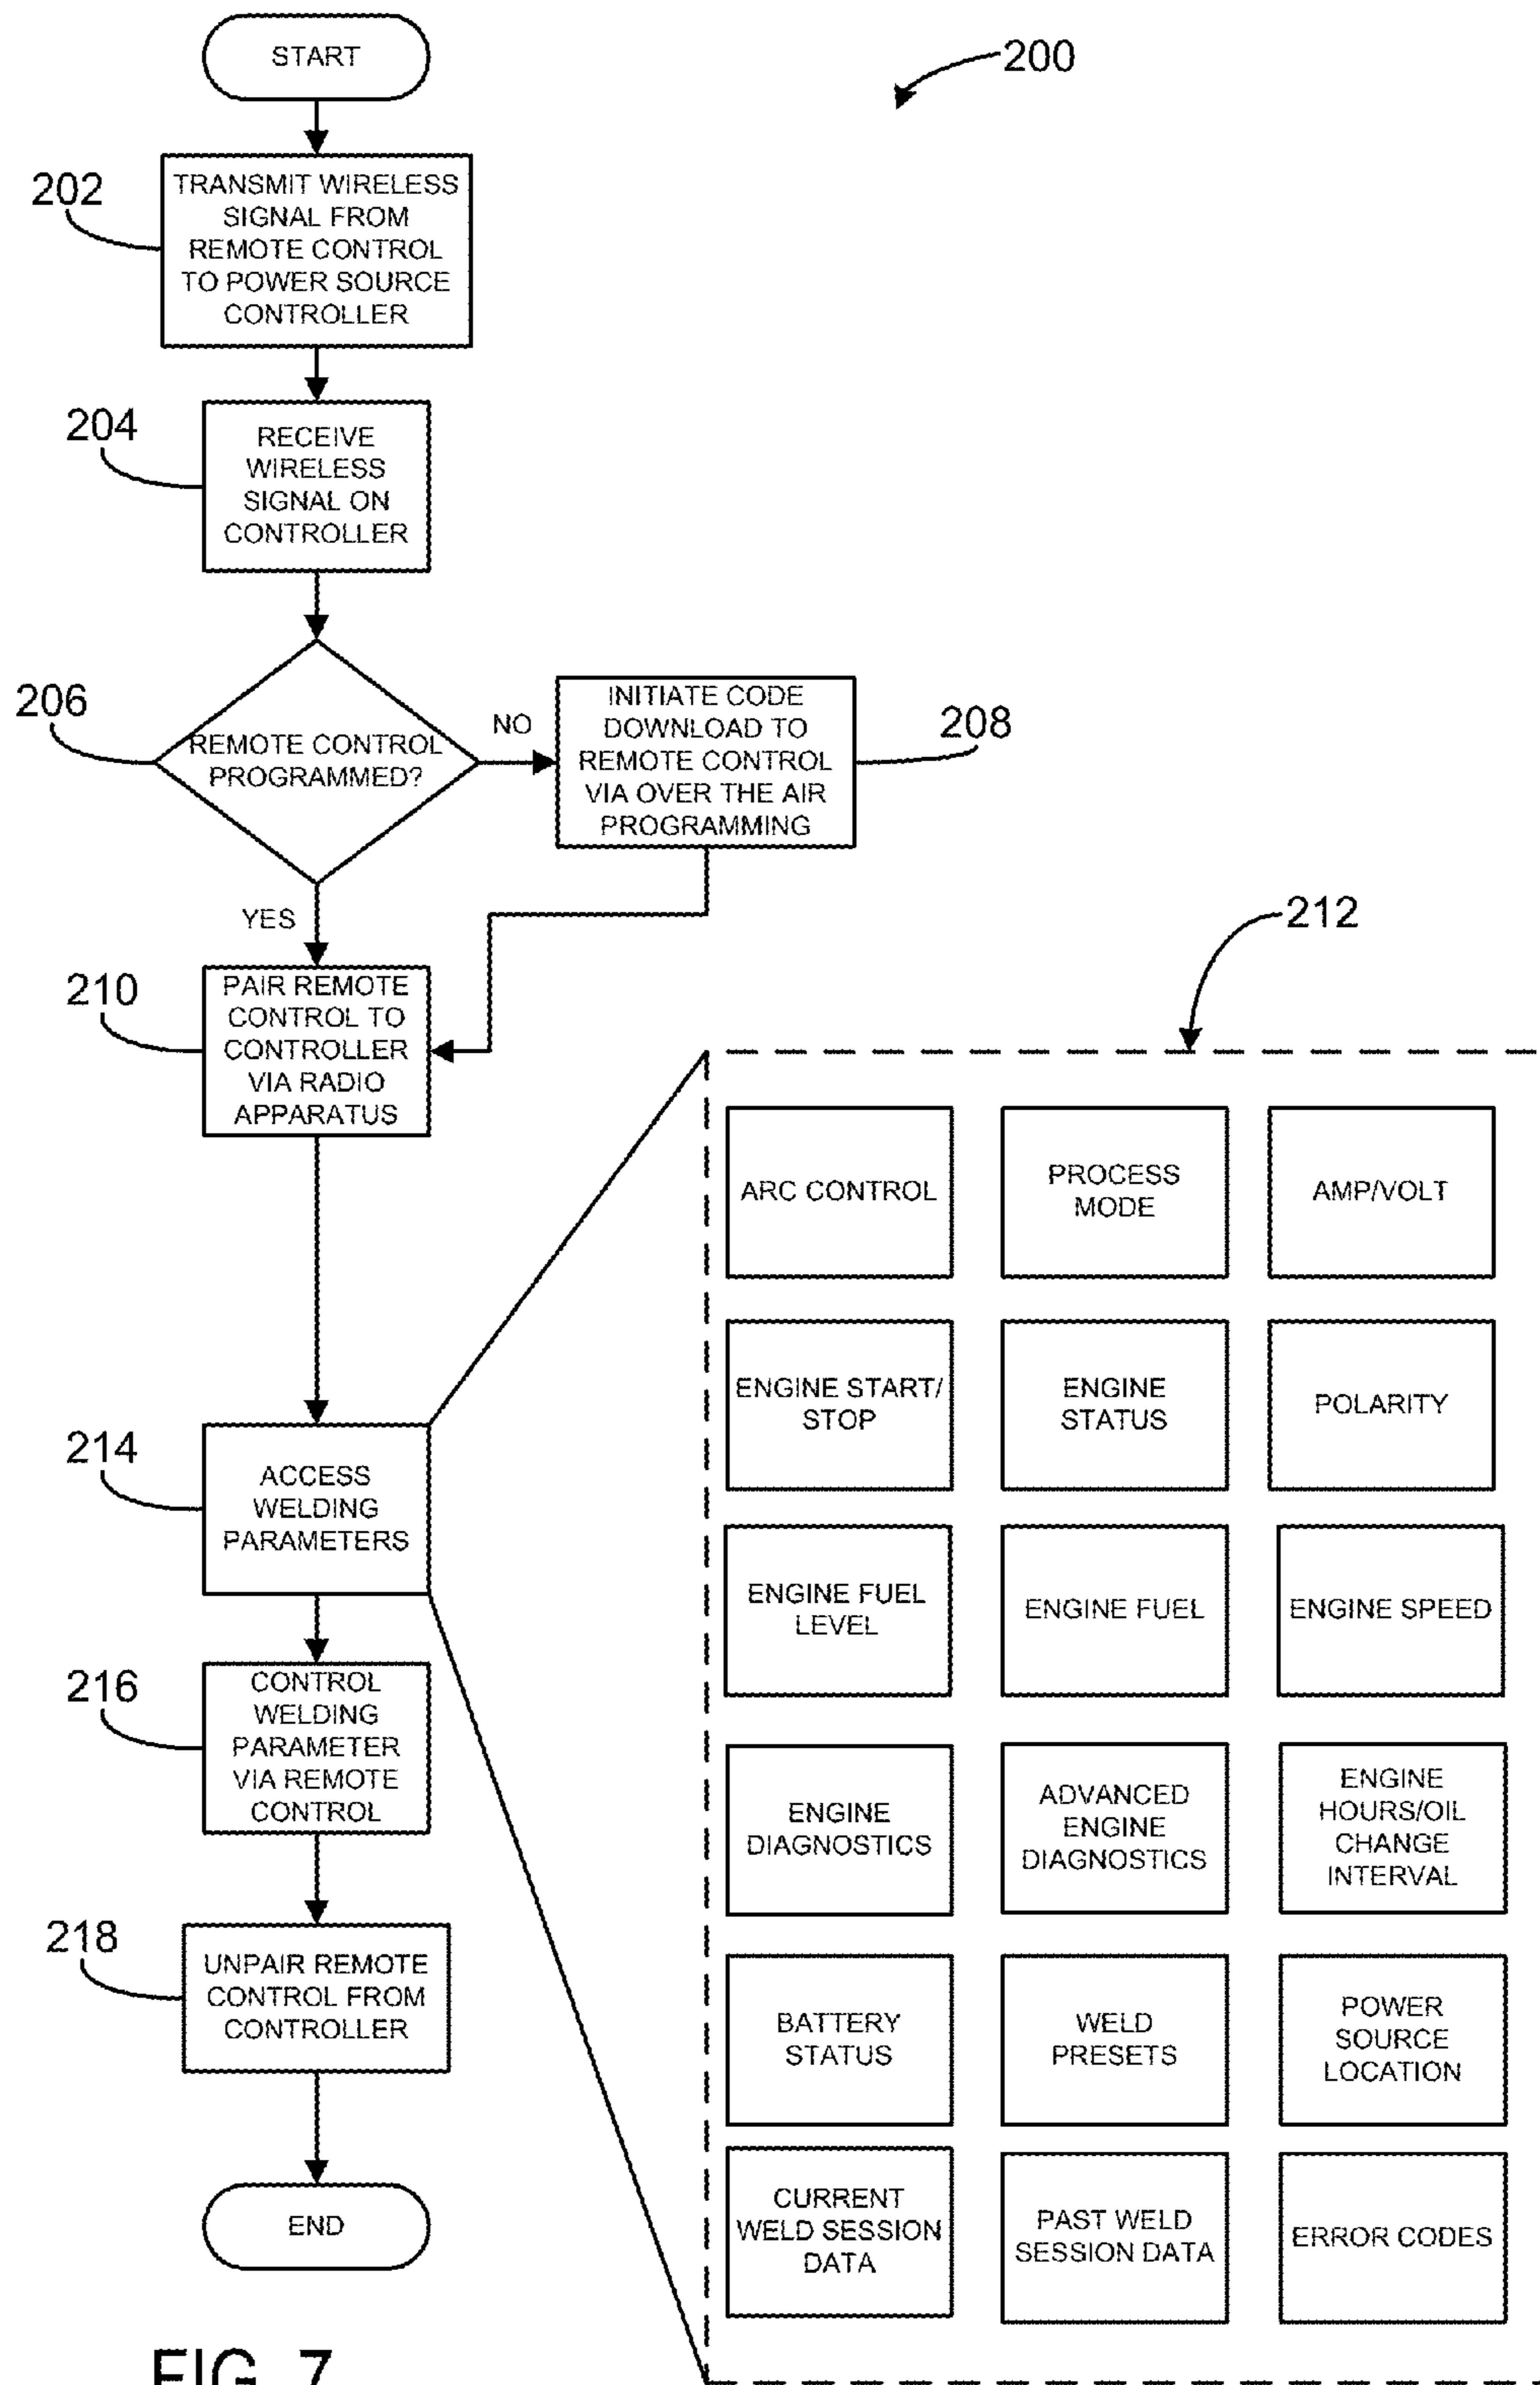 START
200
202
TRANSMIT WIRELESS
SIGNAL FROM
REMOTE CONTROL
TO POWER SOURCE
CONTROLLER
204
RECEIVE
WIRELESS
SIGNAL ON
CONTROLLER
206
REMOTE CONTROL
PROGRAMMED?
NO
INITIATE CODE
DOWNLOAD TO
REMOTE CONTROL
VIA OVER THE AIR
PROGRAMMING
208
YES
210
PAIR REMOTE
CONTROL TO
CONTROLLER
VIA RADIO
APPARATUS
212
214
ACCESS
WELDING
PARAMETERS
216
CONTROL
WELDING
PARAMETER
VIA REMOTE
CONTROL
218
UNPAIR REMOTE
CONTROL FROM
CONTROLLER
END
ARC CONTROL
PROCESS
MODE
AMP/VOLT
ENGINE START/
STOP
ENGINE
STATUS
POLARITY
ENGINE FUEL
LEVEL
ENGINE FUEL
ENGINE SPEED
ENGINE
DIAGNOSTICS
ADVANCED
ENGINE
DIAGNOSTICS
ENGINE
HOURS/OIL
CHANGE
INTERVAL
BATTERY
STATUS
WELD
PRESETS
POWER
SOURCE
LOCATION
CURRENT
WELD SESSION
DATA
PAST WELD
SESSION DATA
ERROR CODES
FIG. 7